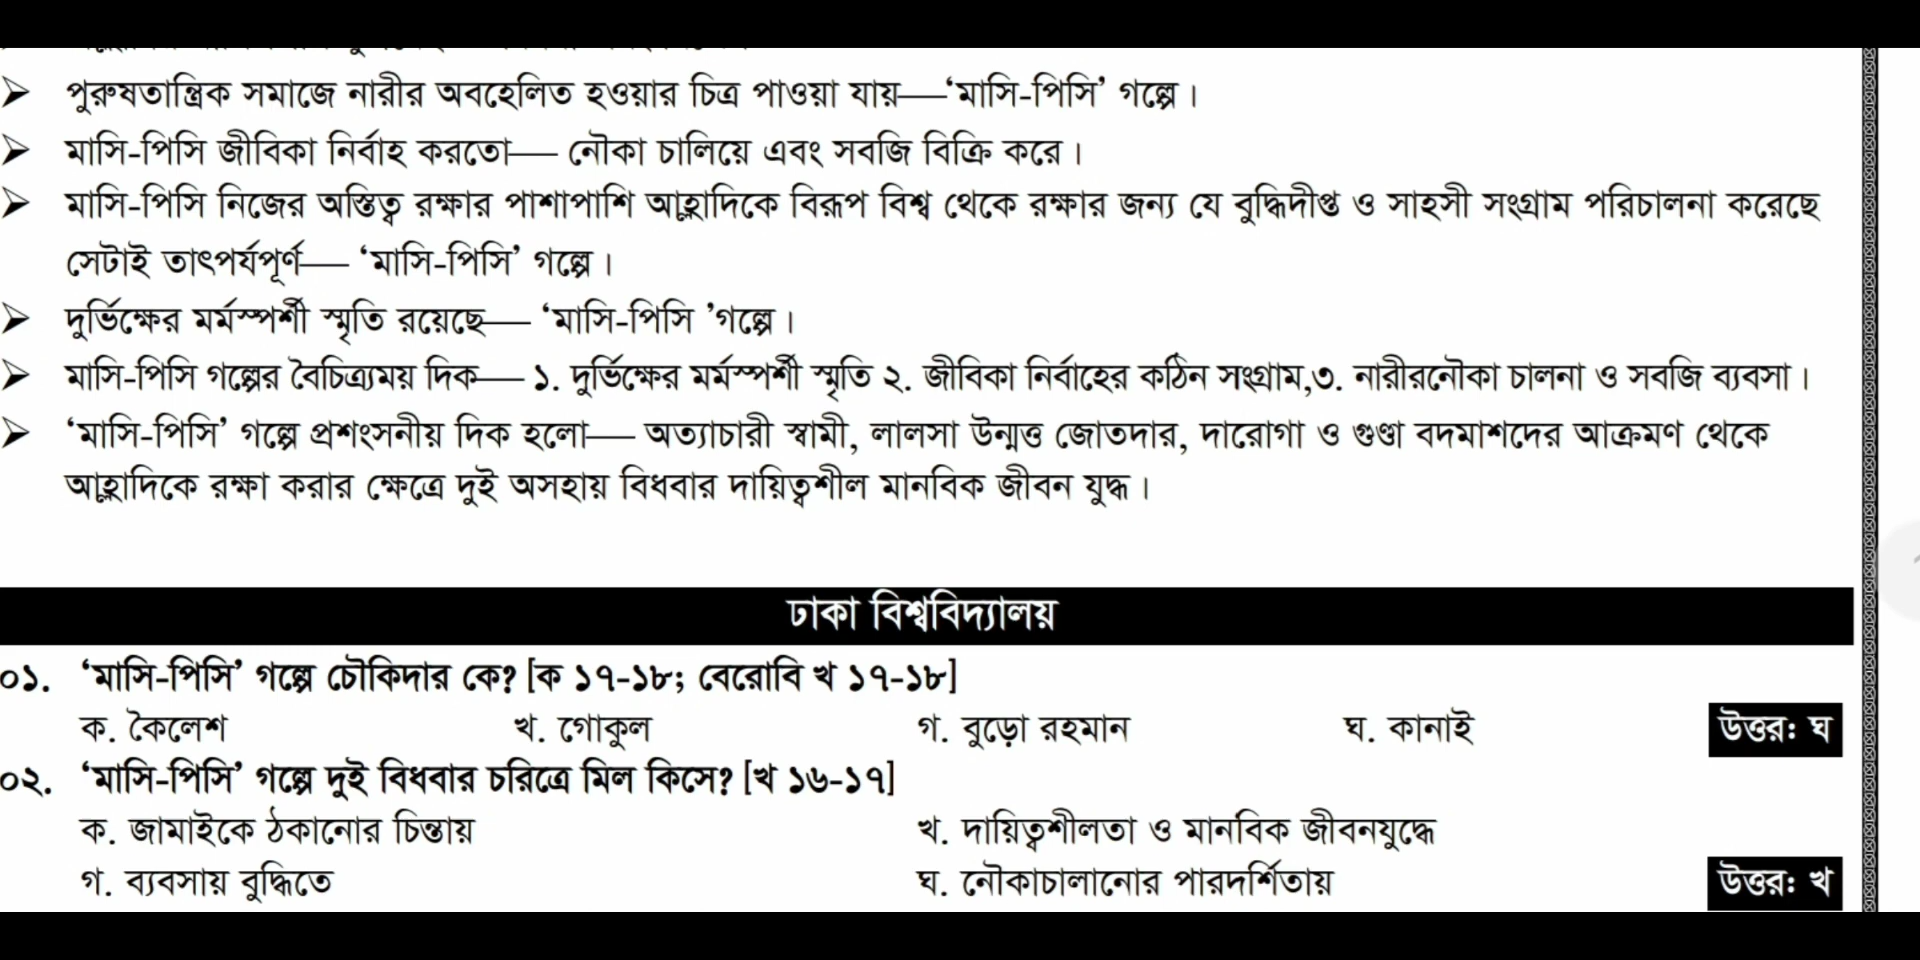 ➢ পুরুষতান্ত্রিক সমাজে নারীর অবহেলিত হওয়ার চিত্র পাওয়া যায়—‘মাসি-পিসি’ গল্পে।
➢ মাসি-পিসি জীবিকা নির্বাহ করতো— নৌকা চালিয়ে এবং সবজি বিক্রি করে।
➢ মাসি-পিসি নিজের অস্তিত্ব রক্ষার পাশাপাশি আহ্লাদিকে বিরূপ বিশ্ব থেকে রক্ষার জন্য যে বুদ্ধিদীপ্ত ও সাহসী সংগ্রাম পরিচালনা করেছে
সেটাই তাৎপর্যপূর্ণ— ‘মাসি-পিসি’ গল্পে।
➢ দুর্ভিক্ষের মর্মস্পর্শী স্মৃতি রয়েছে— ‘মাসি-পিসি ’গল্পে।
➢ মাসি-পিসি গল্পের বৈচিত্র্যময় দিক— ১. দুর্ভিক্ষের মর্মস্পর্শী স্মৃতি ২. জীবিকা নির্বাহের কঠিন সংগ্রাম,৩. নারীরনৌকা চালনা ও সবজি ব্যবসা।
➢ ‘মাসি-পিসি’ গল্পে প্রশংসনীয় দিক হলো— অত্যাচারী স্বামী, লালসা উন্মত্ত জোতদার, দারোগা ও গুণ্ডা বদমাশদের আক্রমণ থেকে
আহ্লাদিকে রক্ষা করার ক্ষেত্রে দুই অসহায় বিধবার দায়িত্বশীল মানবিক জীবন যুদ্ধ।
ঢাকা বিশ্ববিদ্যালয়
০১. ‘মাসি-পিসি’ গল্পে চৌকিদার কে? [ক ১৭-১৮; বেরোবি খ ১৭-১৮]
ক. কৈলেশ খ. গোকুল গ. বুড়ো রহমান ঘ. কানাই উত্তর: ঘ
০২. ‘মাসি-পিসি’ গল্পে দুই বিধবার চরিত্রে মিল কিসে? [খ ১৬-১৭]
ক. জামাইকে ঠকানোর চিন্তায় খ. দায়িত্বশীলতা ও মানবিক জীবনযুদ্ধে
গ. ব্যবসায় বুদ্ধিতে ঘ. নৌকাচালানোর পারদর্শিতায় উত্তর: খ